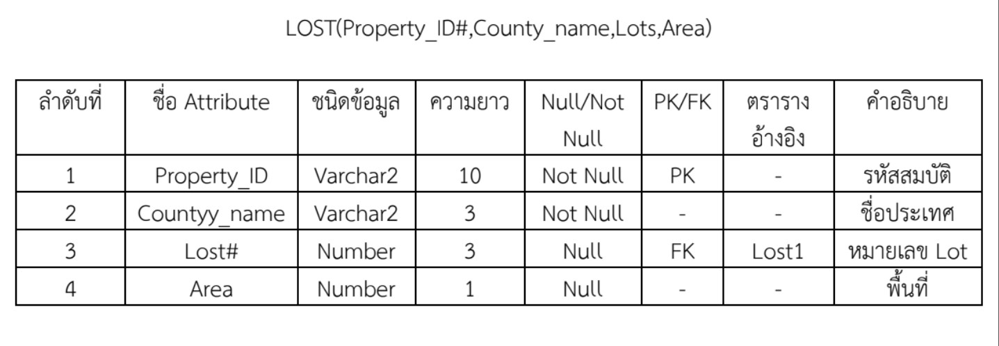 LOST(Property_ID#,County_name,Lots,Area)
ลำดับที่ ชื่อ Attribute ชนิดข้อมูล ความยาว Null/Not Null PK/FK ตราราง อ้างอิง คำอธิบาย
1 Property_ID Varchar2 10 Not Null PK - รหัสสมบัติ
2 Countyy_name Varchar2 3 Not Null - - ชื่อประเทศ
3 Lost# Number 3 Null FK Lost1 หมายเลข Lot
4 Area Number 1 Null - - พื้นที่